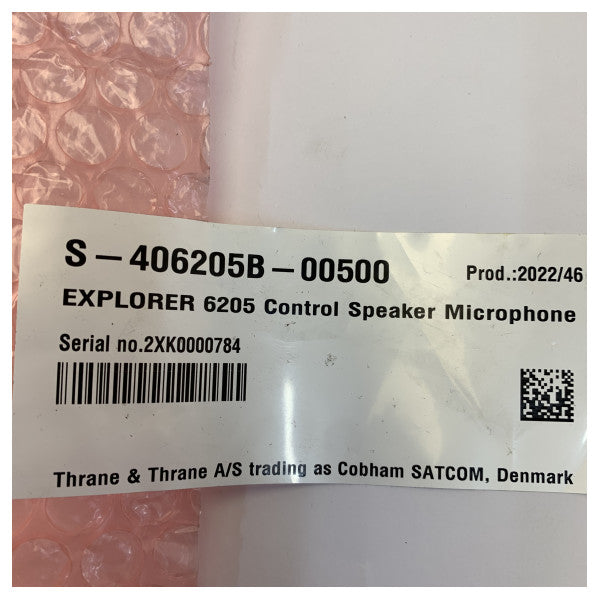 S-406205B-00500
Prod.:2022/46
EXPLORER 6205 Control Speaker Microphone
Serial no.2XK0000784
Thrane & Thrane A/S trading as Cobham SATCOM, Denmark